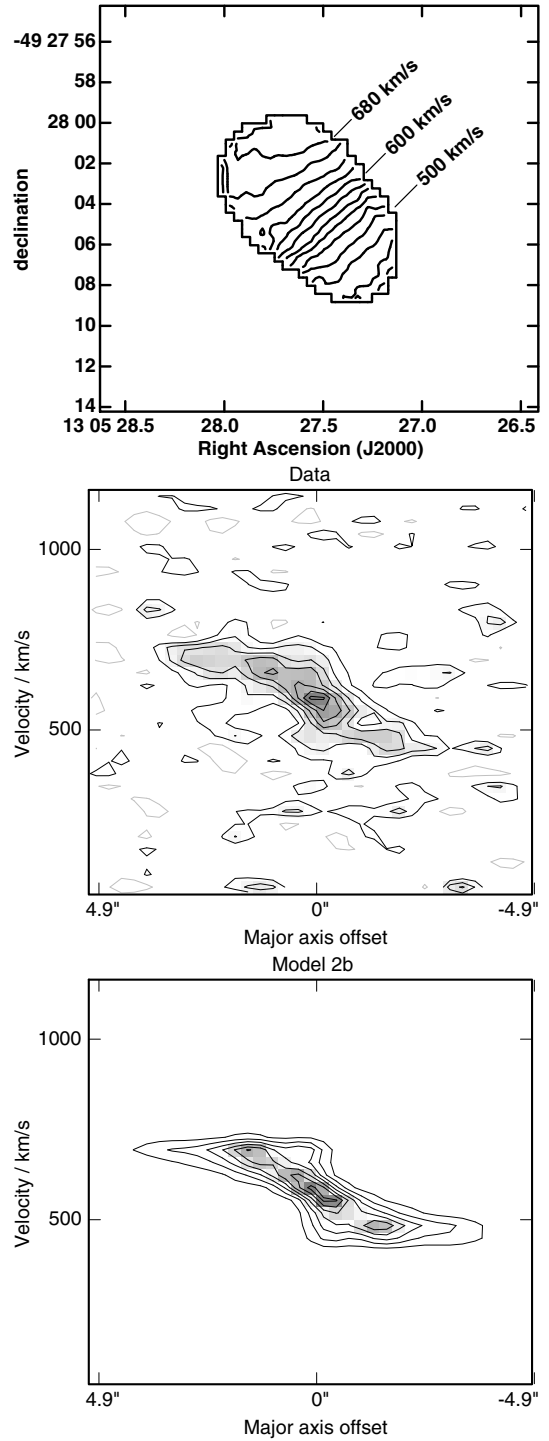 -49 27 56
58
28 00
02
04
06
08
10
12
14
declination
680 km/s
600 km/s
500 km/s
13 05 28.5
28.0
27.5
27.0
26.5
Right Ascension (J2000)
Data
1000
500
Velocity / km/s
4.9"
0"
-4.9"
Major axis offset
Model 2b
1000
500
Velocity / km/s
4.9"
0"
-4.9"
Major axis offset